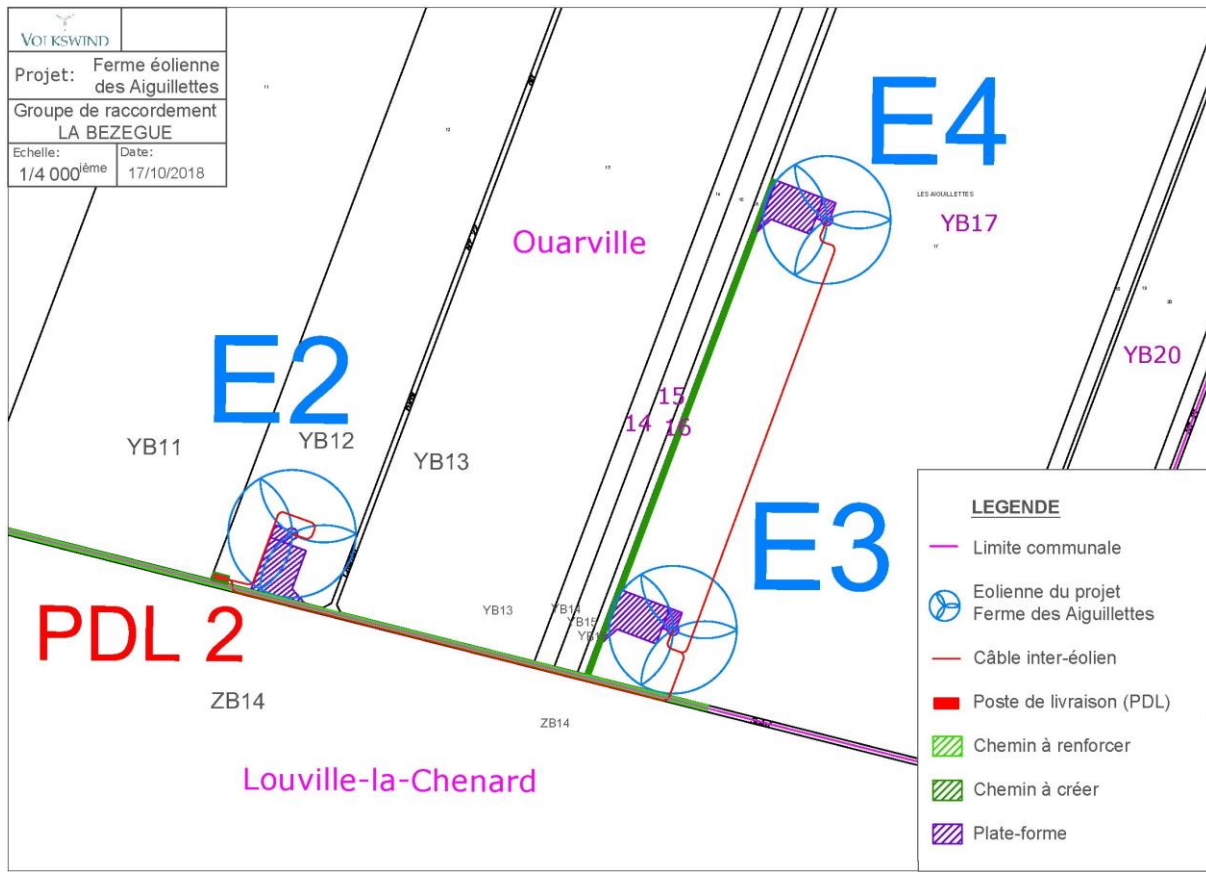 VOLKSWIND
Projet: Ferme éolienne
des Aiguillettes
Groupe de raccordement
LA BEZEGUE
Echelle: Date:
1/4 000ième 17/10/2018
E4
LES AIGUILLETTES
YB17
Ouarville
E2
YB20
15
14 16
YB11 YB12
YB13
E3
PDL 2
YB13 YB14
YB15
ZB14
ZB14
Louville-la-Chenard
LEGENDE
Limite communale
Eolienne du projet
Ferme des Aiguillettes
Câble inter-éolien
Poste de livraison (PDL)
Chemin à renforcer
Chemin à créer
Plate-forme